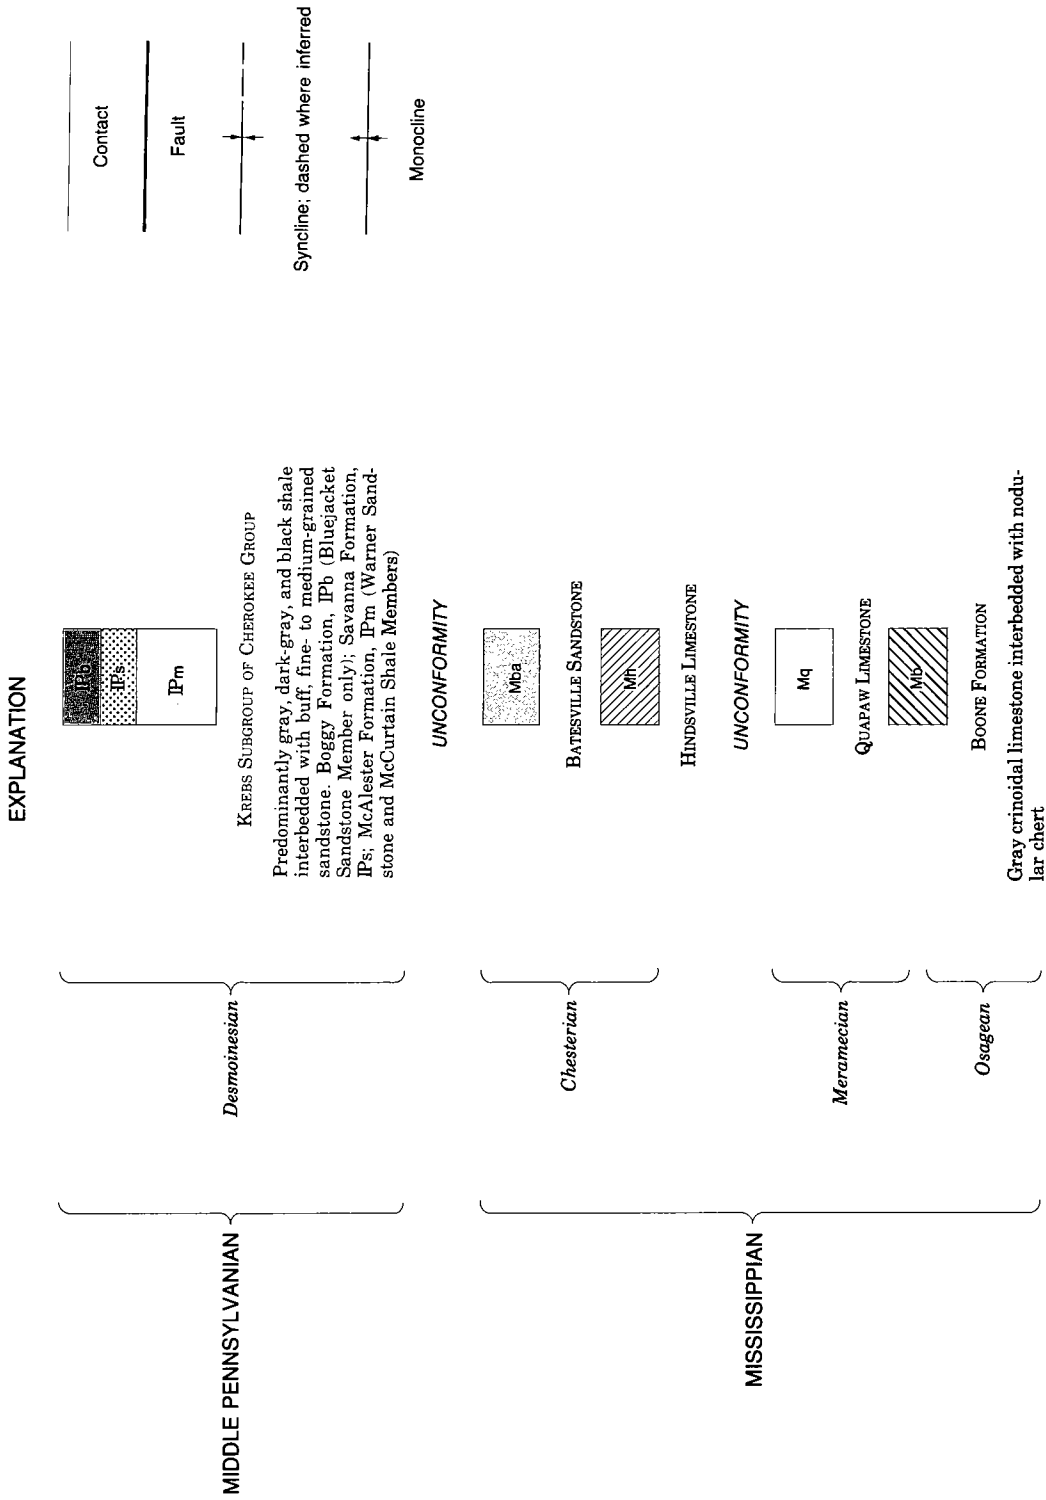 EXPLANATION
MIDDLE PENNSYLVANIAN
Desmoinesian
IPb
IPs
IPm
KREBS SUBGROUP OF CHEROKEE GROUP
Predominantly gray, dark-gray, and black shale
interbedded with buff, fine- to medium-grained
sandstone. Boggy Formation, IPb (Bluejacket
Sandstone Member only); Savanna Formation,
IPs; McAlester Formation, IPm (Warner Sand-
stone and McCurtain Shale Members)
UNCONFORMITY
MISSISSIPPIAN
Chesterian
Mba
BATESVILLE SANDSTONE
Mh
HINDSVILLE LIMESTONE
UNCONFORMITY
Meramecian
Mq
QUAPAW LIMESTONE
Osagean
Mb
BOONE FORMATION
Gray crinoidal limestone interbedded with nodu-
lar chert
Contact
Fault
Syncline; dashed where inferred
Monocline